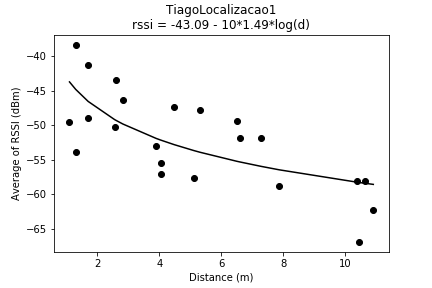 TiagoLocalizacao1
rssi = -43.09 - 10*1.49*log(d)
Average of RSSI (dBm)
−40
−45
−50
−55
−60
−65
2
4
6
8
10
Distance (m)